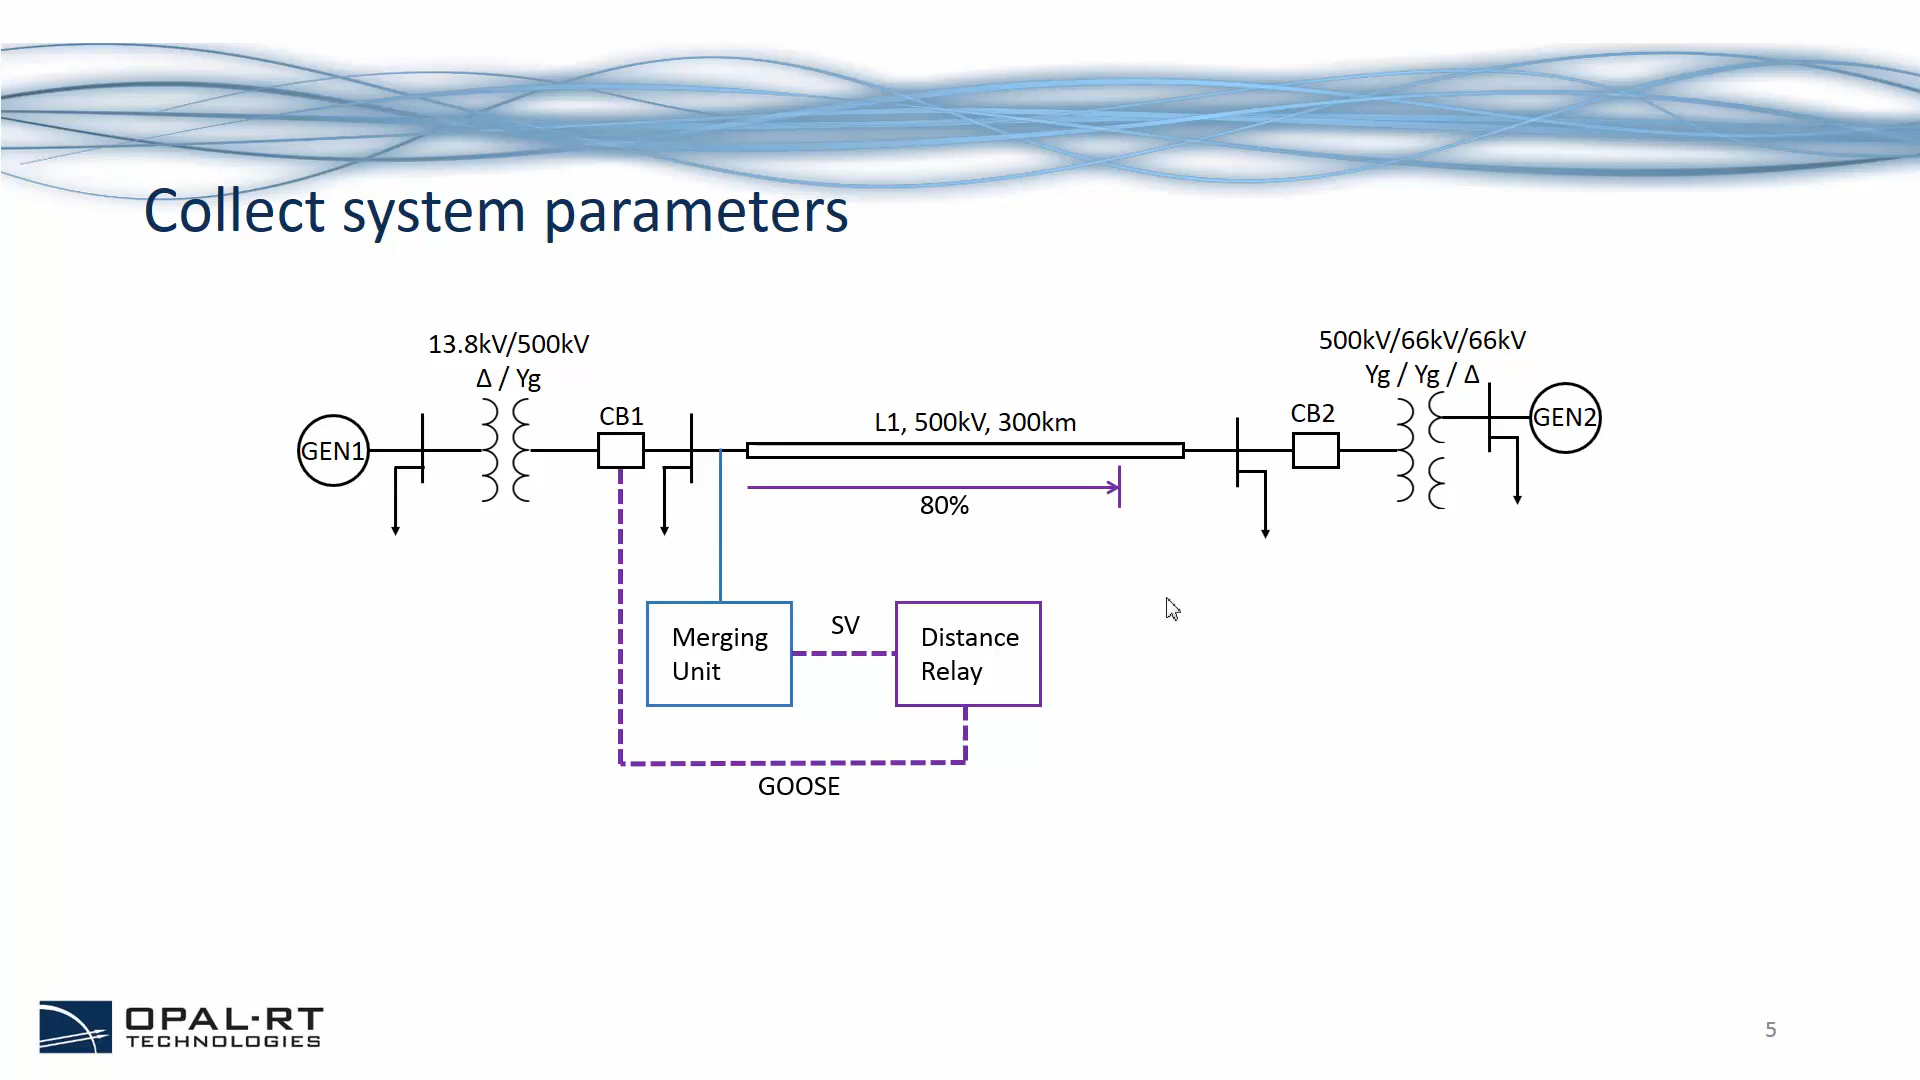 Collect system parameters
13.8kV/500kV
Δ / Yg
500kV/66kV/66kV
Yg / Yg / Δ
GEN1
CB1
L1, 500kV, 300km
CB2
GEN2
80%
Merging
Unit
SV
Distance
Relay
GOOSE
OPAL-RT
TECHNOLOGIES
5